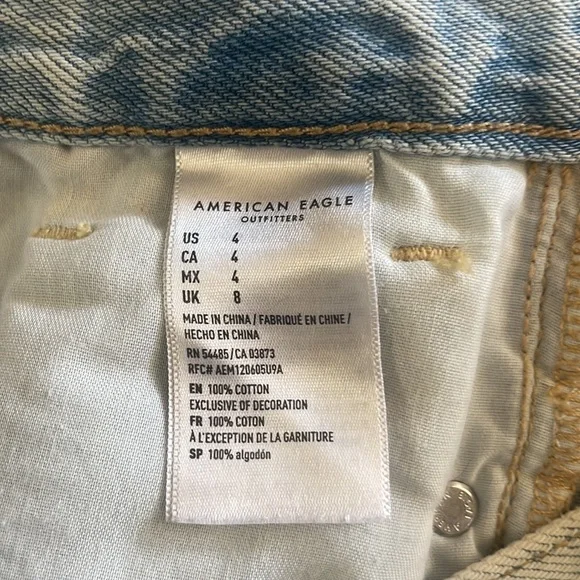 AMERICAN EAGLE
OUTFITTERS
US 4
CA 4
MX 4
UK 8
MADE IN CHINA / FABRIQUÉ EN CHINE /
HECHO EN CHINA
RN 54485 / CA 03873
RFC# AEM120605U9A
EN 100% COTTON
EXCLUSIVE OF DECORATION
FR 100% COTON
À L'EXCEPTION DE LA GARNITURE
SP 100% algodón